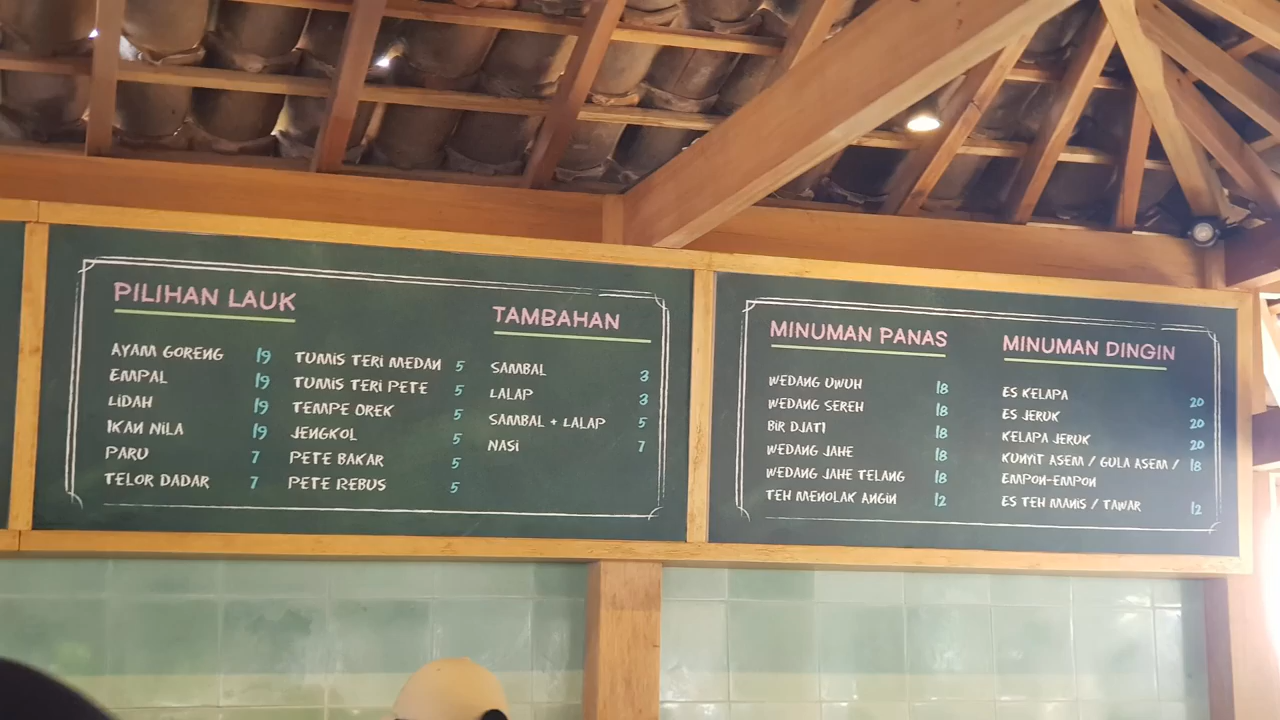 PILIHAN LAUK
AYAM GORENG 19
EMPAL 19
LIDAH 19
IKAN NILA 19
PARU 7
TELOR DADAR 7
TUMIS TERI MEDAN 5
TUMIS TERI PETE 5
TEMPE OREK 5
JENGKOL 5
PETE BAKAR 5
PETE REBUS 5
TAMBAHAN
SAMBAL 3
LALAP 3
SAMBAL + LALAP 5
NASI 7
MINUMAN PANAS
WEDANG UWUH 18
WEDANG SEREH 18
BIR DJATI 18
WEDANG JAHE 18
WEDANG JAHE TELANG 18
TEH MENOLAK ANGIN 12
MINUMAN DINGIN
ES KELAPA 20
ES JERUK 20
KELAPA JERUK 20
KUNYIT ASEM / GULA ASEM / 18
EMPON-EMPON
ES TEH MANIS / TAWAR 12